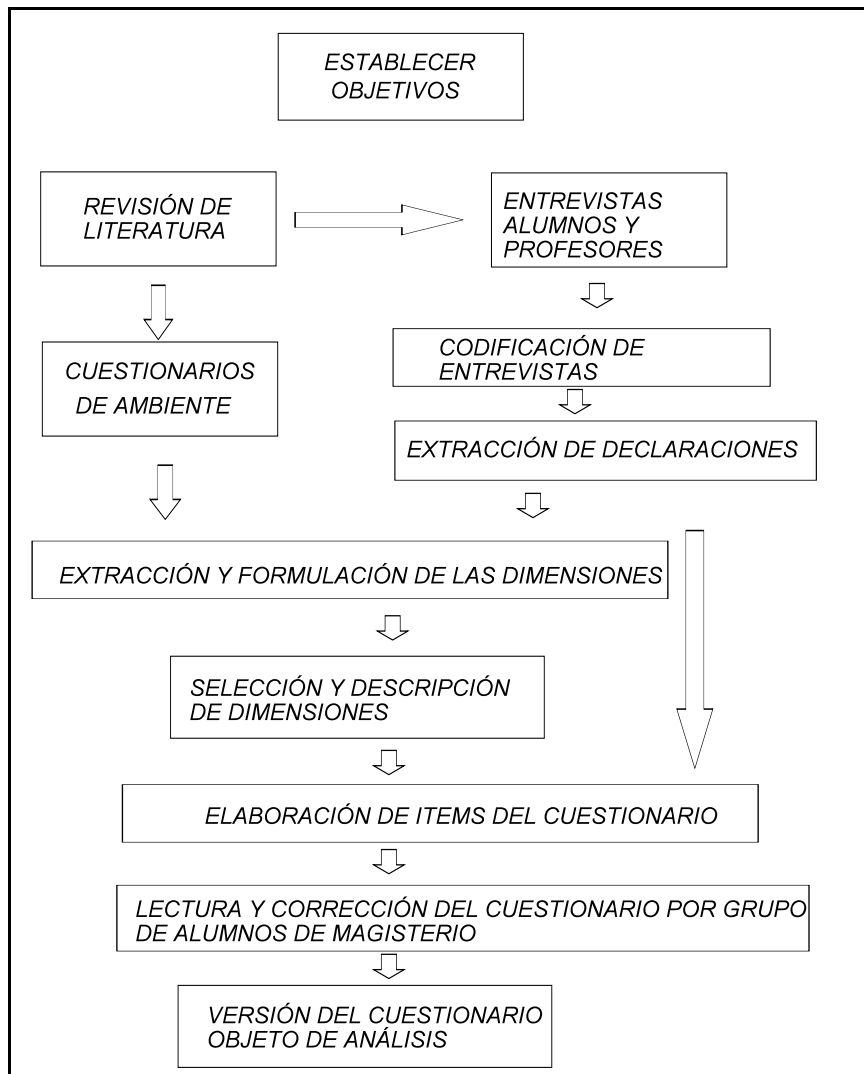 ESTABLECER
OBJETIVOS
REVISIÓN DE
LITERATURA
ENTREVISTAS
ALUMNOS Y
PROFESORES
CUESTIONARIOS
DE AMBIENTE
CODIFICACIÓN DE
ENTREVISTAS
EXTRACCIÓN DE DECLARACIONES
EXTRACCIÓN Y FORMULACIÓN DE LAS DIMENSIONES
SELECCIÓN Y DESCRIPCIÓN
DE DIMENSIONES
ELABORACIÓN DE ITEMS DEL CUESTIONARIO
LECTURA Y CORRECCIÓN DEL CUESTIONARIO POR GRUPO
DE ALUMNOS DE MAGISTERIO
VERSIÓN DEL CUESTIONARIO
OBJETO DE ANÁLISIS